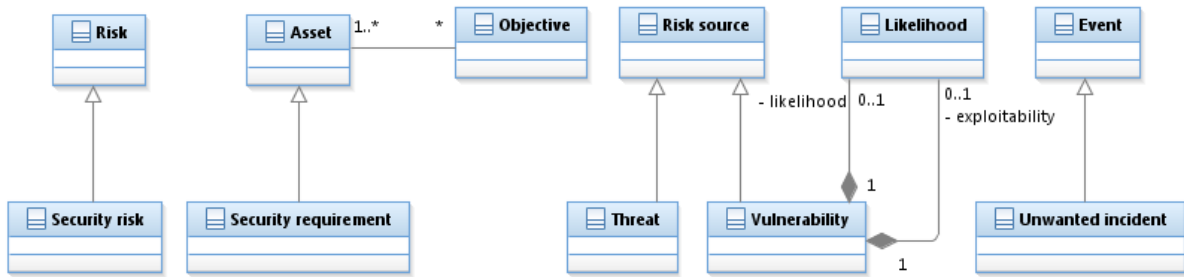 Risk
Asset
1..*
*
Objective
Risk source
Likelihood
Event
- likelihood
0..1
0..1
- exploitability
1
Security risk
Security requirement
Threat
Vulnerability
Unwanted incident
1